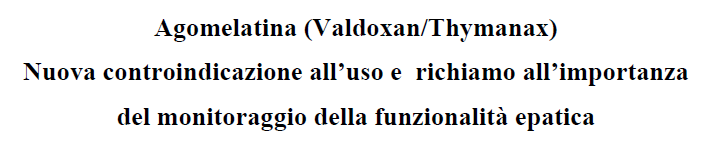 Agomelatina (Valdoxan/Thymanax)
Nuova controindicazione all’uso e  richiamo all’importanza
del monitoraggio della funzionalità epatica